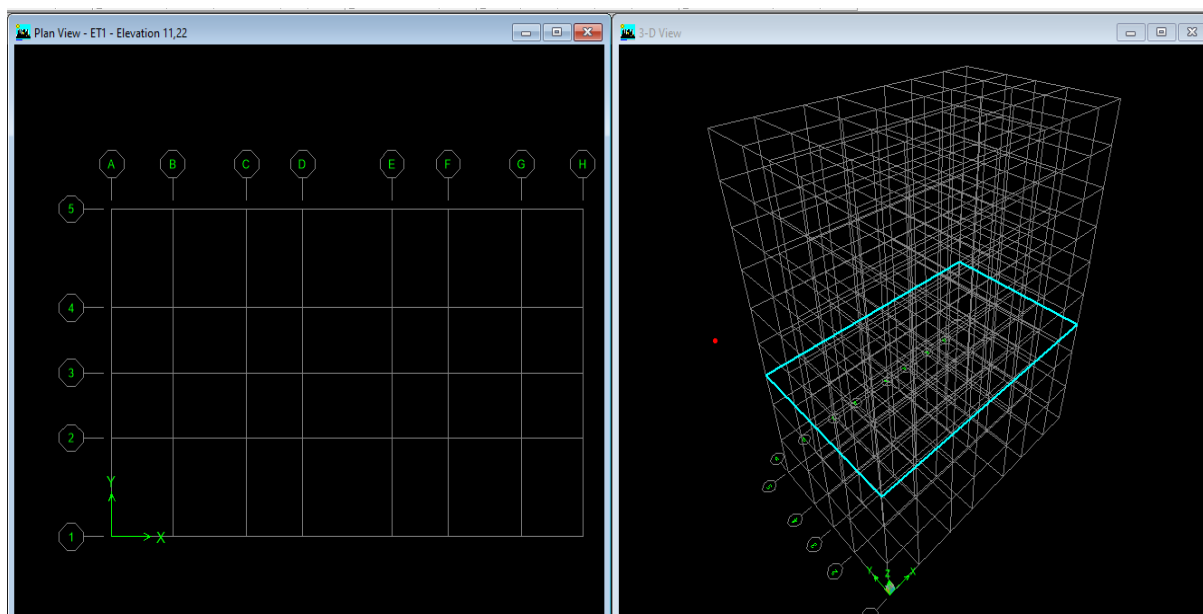 Plan View - ET1 - Elevation 11,22
A B C D E F G H
5
4
3
2
Y
X
1
3-D View
Y Z X